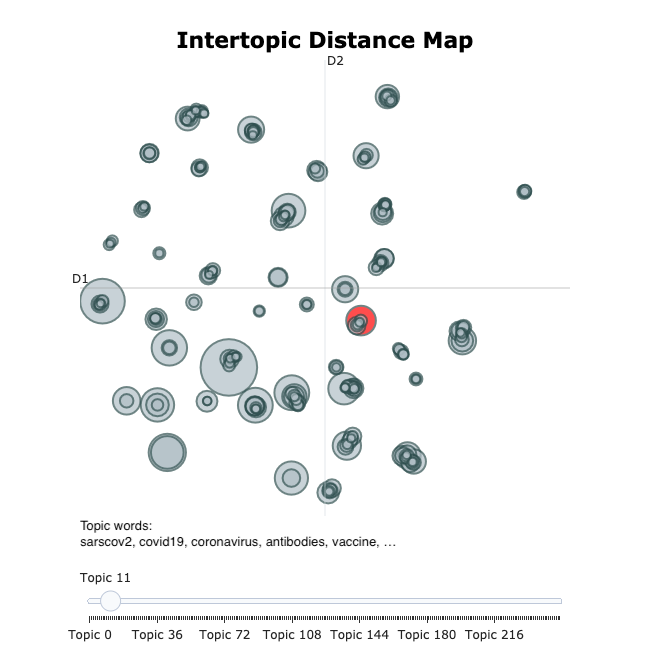 Intertopic Distance Map
D2
D1
Topic words:
sarscov2, covid19, coronavirus, antibodies, vaccine, …
Topic 11
Topic 0 Topic 36 Topic 72 Topic 108 Topic 144 Topic 180 Topic 216